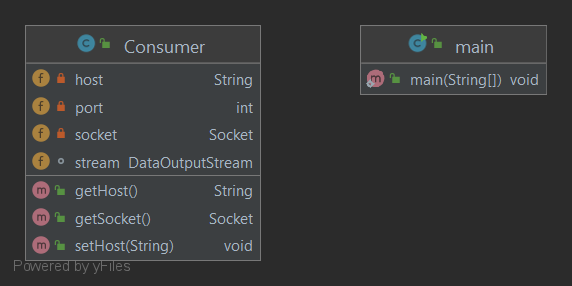 Consumer
host String
port int
socket Socket
stream DataOutputStream
getHost() String
getSocket() Socket
setHost(String) void
main
main(String[]) void
Powered by yFiles